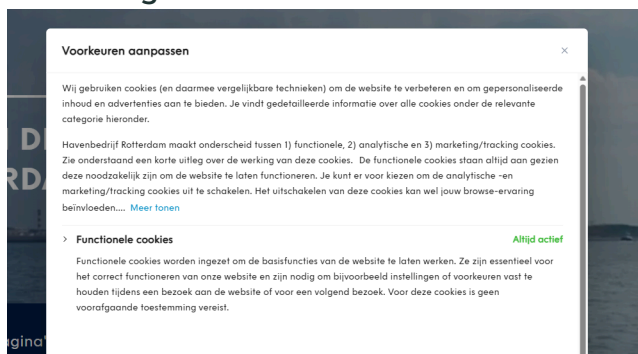 Voorkeuren aanpassen
×
Wij gebruiken cookies (en daarmee vergelijkbare technieken) om de website te verbeteren en om gepersonaliseerde
inhoud en advertenties aan te bieden. Je vindt gedetailleerde informatie over alle cookies onder de relevante
categorie hieronder.
Havenbedrijf Rotterdam maakt onderscheid tussen 1) functionele, 2) analytische en 3) marketing/tracking cookies.
Zie onderstaand een korte uitleg over de werking van deze cookies. De functionele cookies staan altijd aan gezien
deze noodzakelijk zijn om de website te laten functioneren. Je kunt er voor kiezen om de analytische -en
marketing/tracking cookies uit te schakelen. Het uitschakelen van deze cookies kan wel jouw browse-ervaring
beïnvloeden.... Meer tonen
> Functionele cookies Altijd actief
Functionele cookies worden ingezet om de basisfuncties van de website te laten werken. Ze zijn essentieel voor
het correct functioneren van onze website en zijn nodig om bijvoorbeeld instellingen of voorkeuren vast te
houden tijdens een bezoek aan de website of voor een volgend bezoek. Voor deze cookies is geen
voorafgaande toestemming vereist.